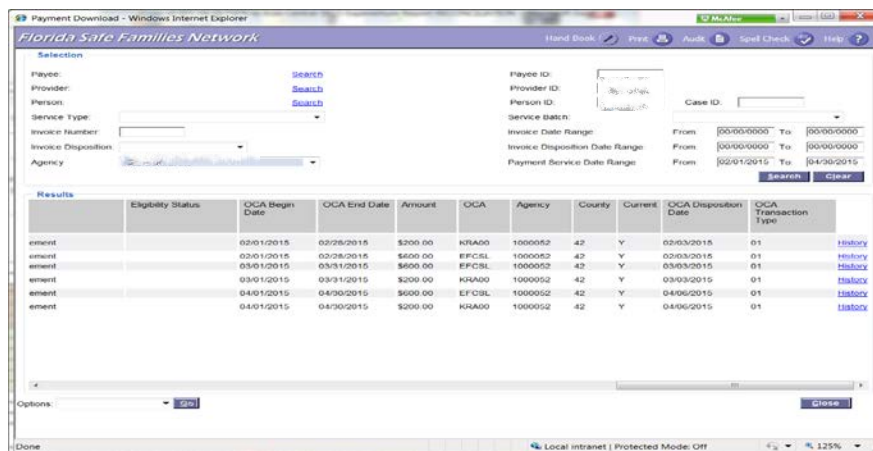 Payment Download - Windows Internet Explorer
McAfee
Florida Safe Families Network
Hand Book Print Audit Spell Check Help ?
Selection
Payee: Search Payee ID:
Provider: Search Provider ID:
Person: Search Person ID: Case ID:
Service Type: Service Batch:
Invoice Number: Invoice Date Range From: 00/00/0000 To: 00/00/0000
Invoice Disposition: Invoice Disposition Date Range From: 00/00/0000 To: 00/00/0000
Agency Payment Service Date Range From: 02/01/2015 To: 04/30/2015
Search Clear
Results
Eligibility Status OCA Begin Date OCA End Date Amount OCA Agency County Current OCA Disposition Date OCA Transaction Type
ement 02/01/2015 02/28/2015 $200.00 KRA00 1000052 42 Y 02/03/2015 01 History
ement 02/01/2015 02/28/2015 $600.00 EFCSL 1000052 42 Y 02/03/2015 01 History
ement 03/01/2015 03/31/2015 $600.00 EFCSL 1000052 42 Y 03/03/2015 01 History
ement 03/01/2015 03/31/2015 $200.00 KRA00 1000052 42 Y 03/03/2015 01 History
ement 04/01/2015 04/30/2015 $600.00 EFCSL 1000052 42 Y 04/06/2015 01 History
ement 04/01/2015 04/30/2015 $200.00 KRA00 1000052 42 Y 04/06/2015 01 History
Options: Go Close
Done Local intranet | Protected Mode: Off 125%